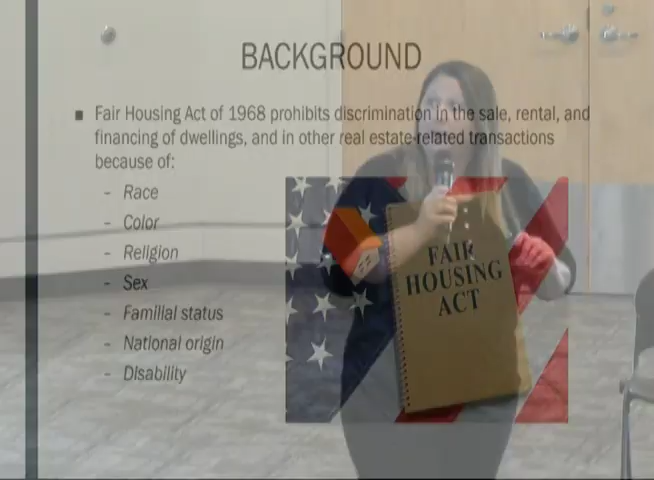 BACKGROUND
■ Fair Housing Act of 1968 prohibits discrimination in the sale, rental, and
financing of dwellings, and in other real estate-related transactions
because of:
– Race
– Color
– Religion
– Sex
– Familial status
– National origin
– Disability
FAIR
HOUSING
ACT